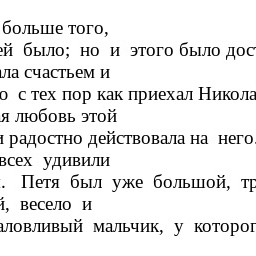 больше того,
ей было; но и этого было дос
ала счастьем и
о с тех пор как приехал Никола
ая любовь этой
и радостно действовала на него.
всех удивили
. Петя был уже большой, тр
й, весело и
аловливый мальчик, у которог